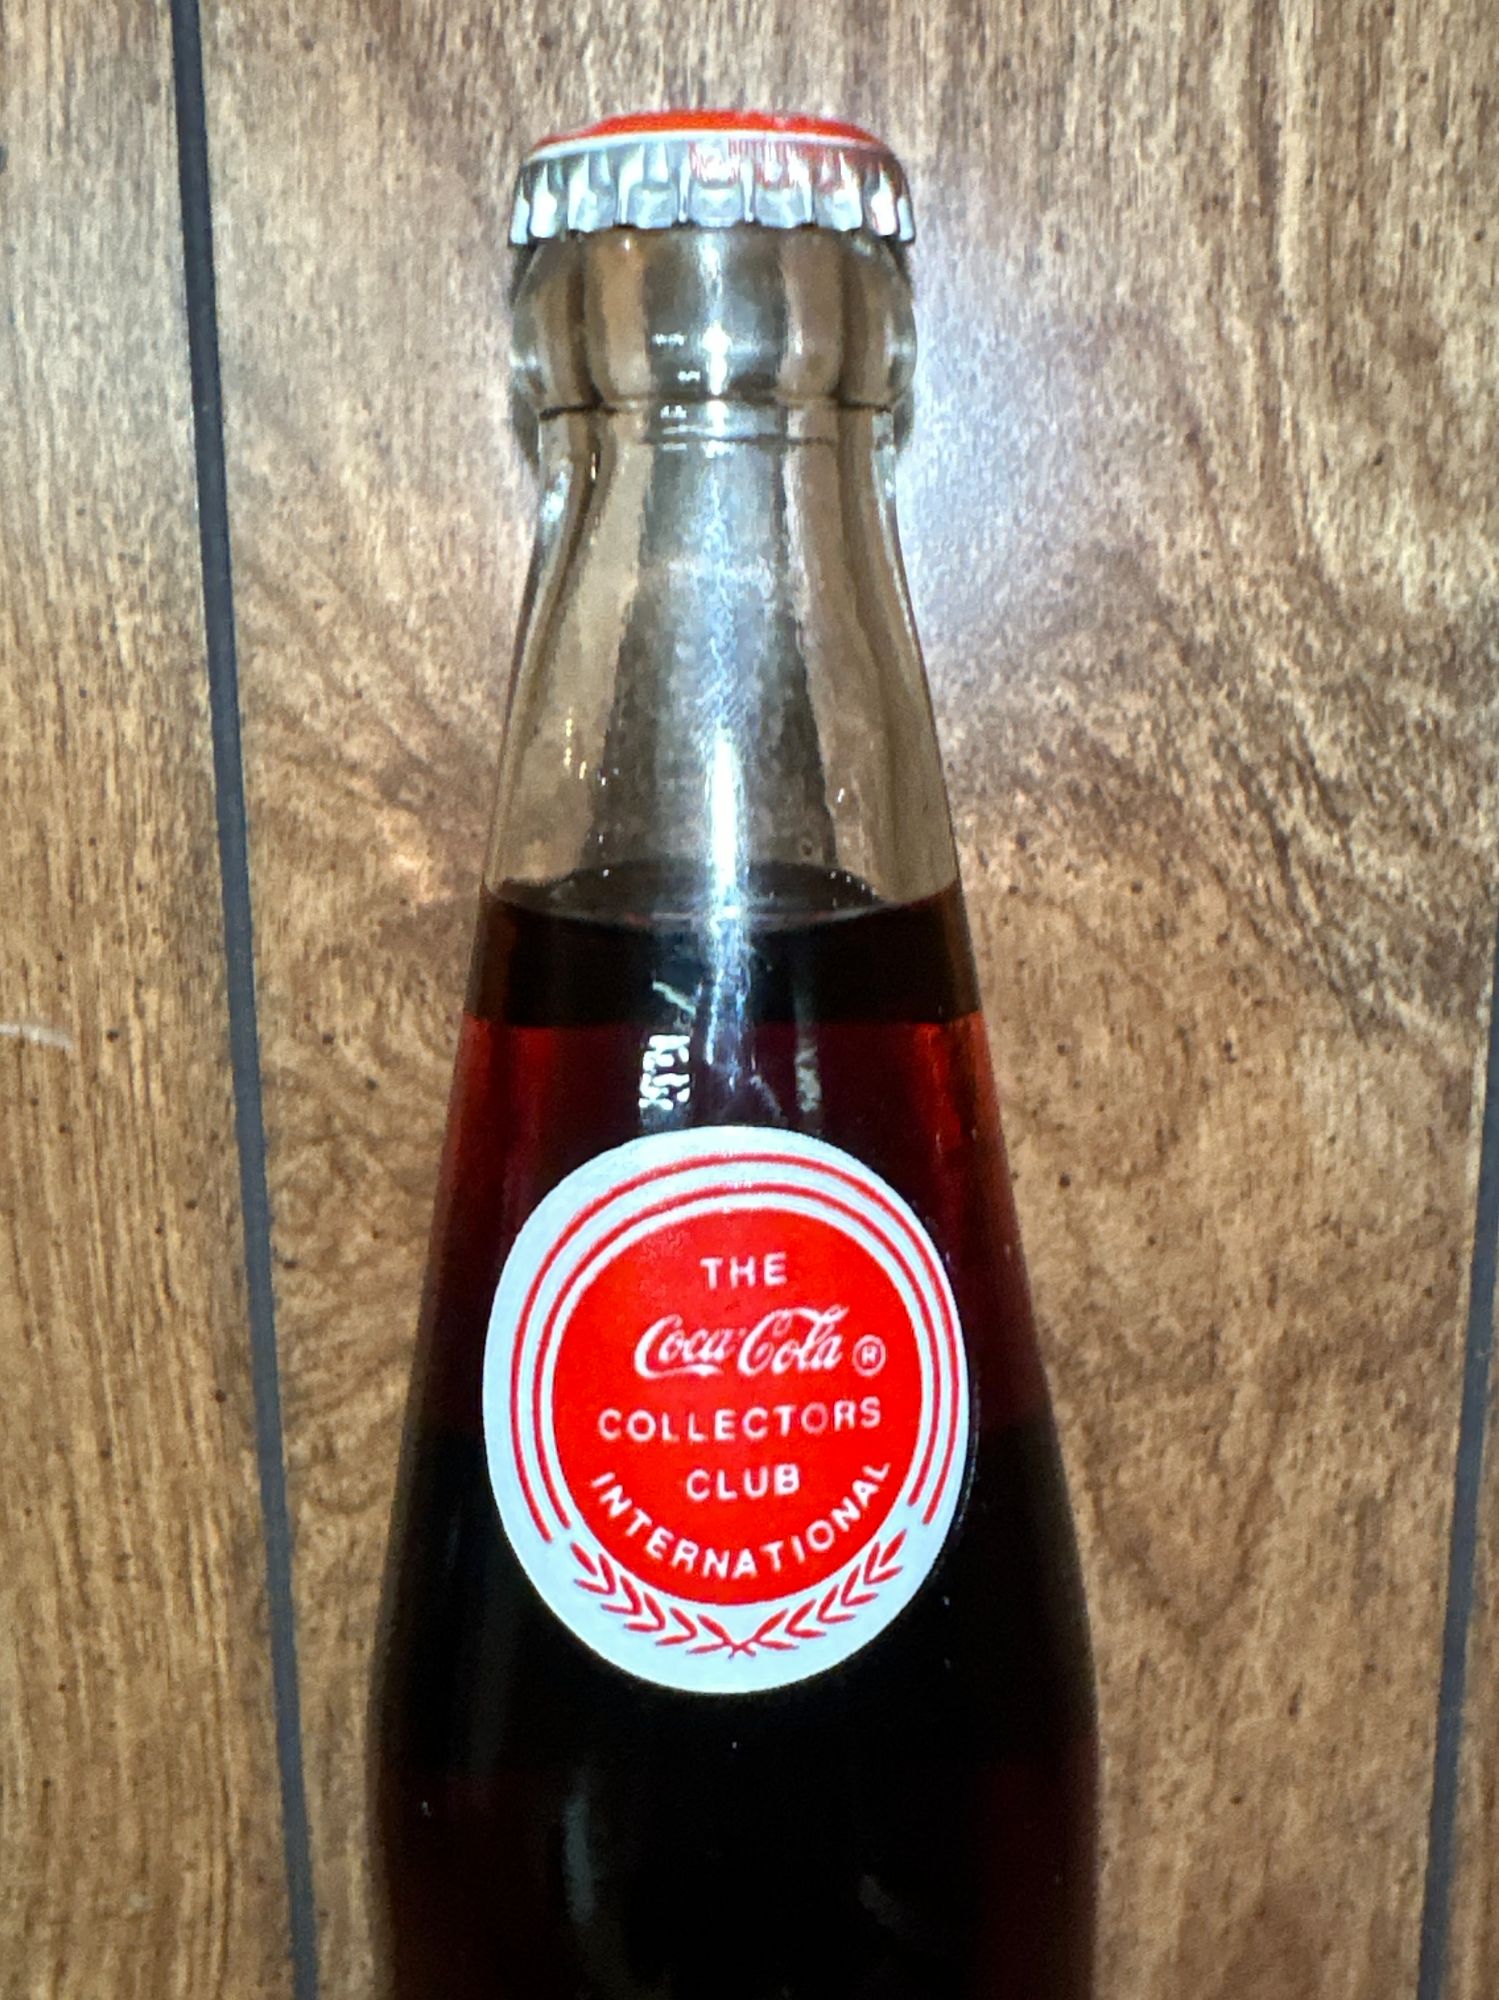 THE
Coca-Cola ®
COLLECTORS
CLUB
INTERNATIONAL